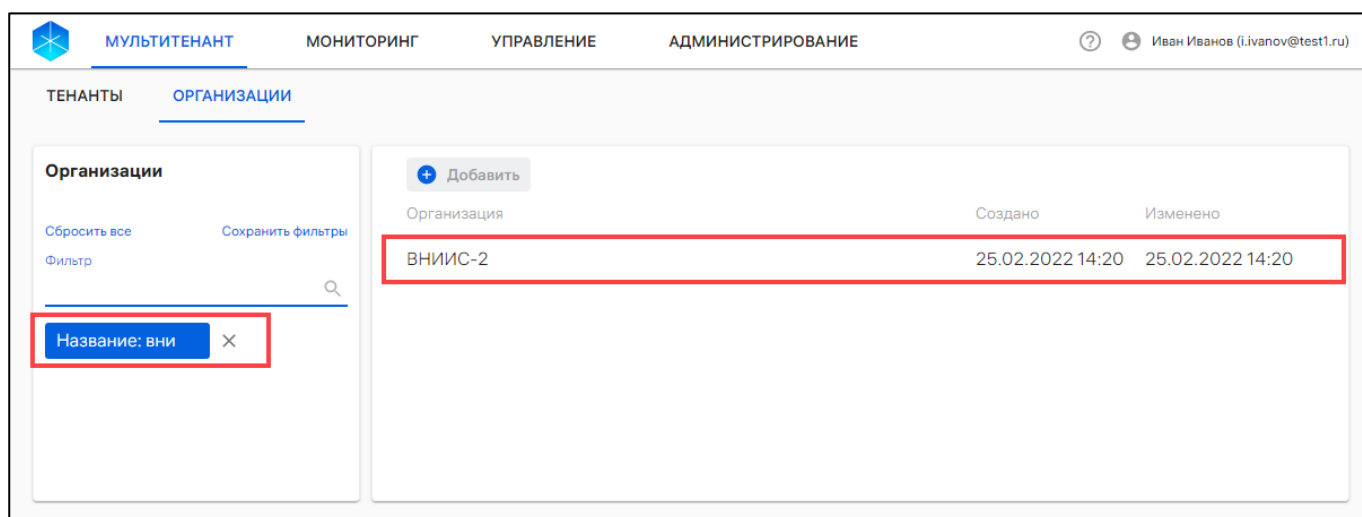 МУЛЬТИТЕНАНТ МОНИТОРИНГ УПРАВЛЕНИЕ АДМИНИСТРИРОВАНИЕ Иван Иванов (i.ivanov@test1.ru)
ТЕНАНТЫ ОРГАНИЗАЦИИ
Организации
Добавить
Организация Создано Изменено
Сбросить все Сохранить фильтры
ВНИИС-2 25.02.2022 14:20 25.02.2022 14:20
Фильтр
Название: вни